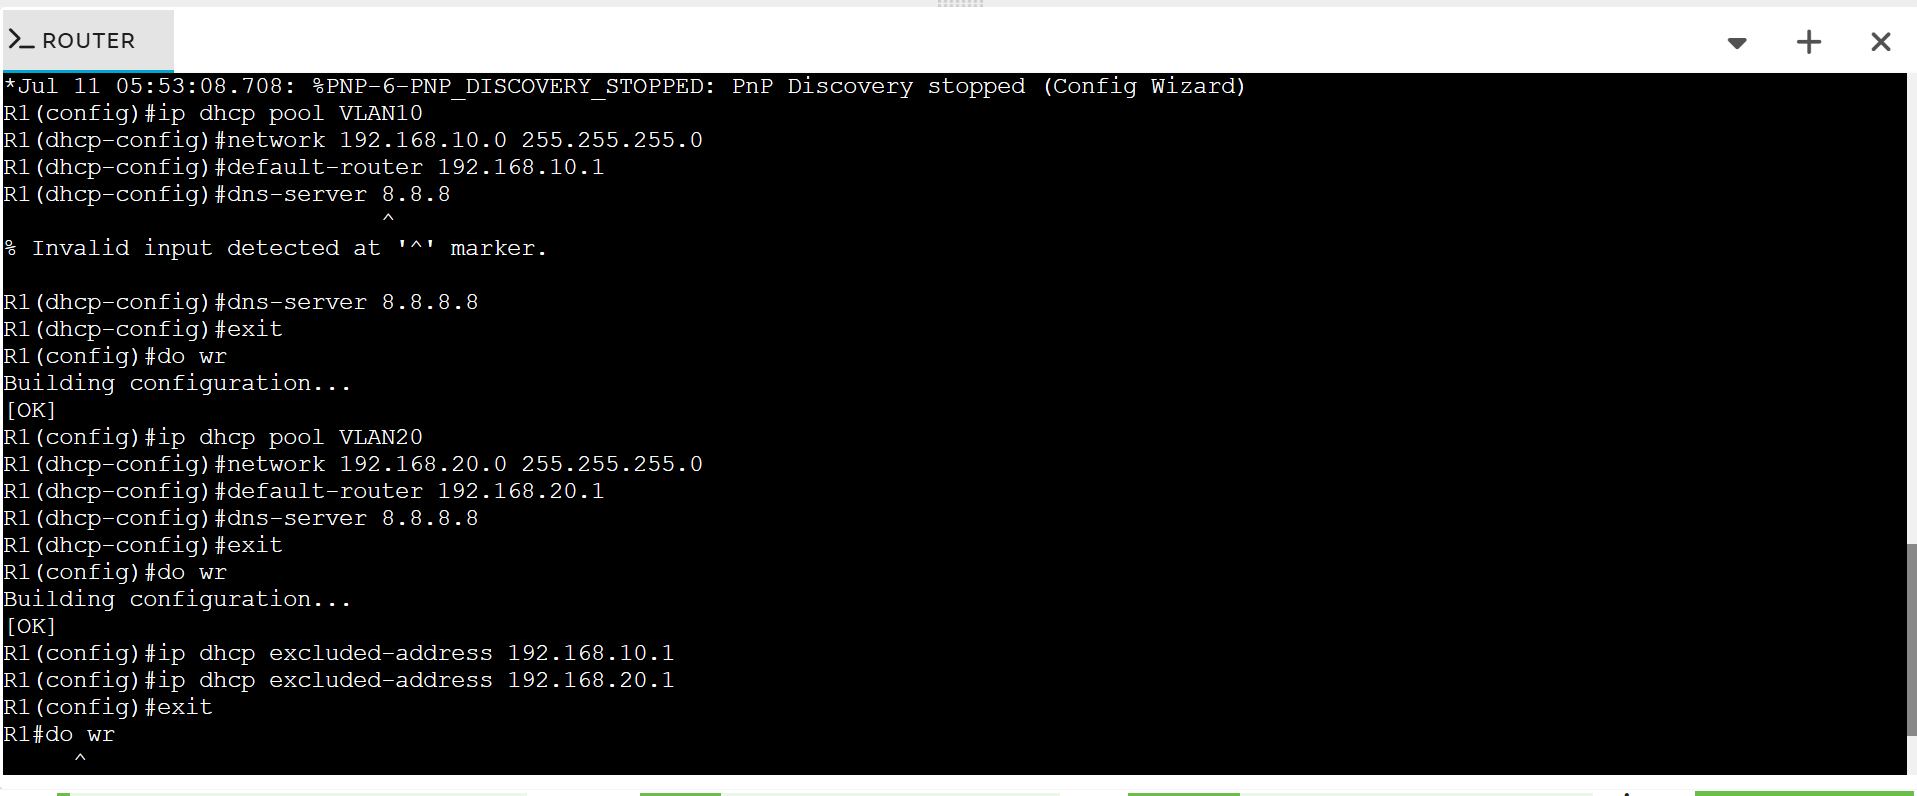 >_ ROUTER
*Jul 11 05:53:08.708: %PNP-6-PNP_DISCOVERY_STOPPED: PnP Discovery stopped (Config Wizard)
R1(config)#ip dhcp pool VLAN10
R1(dhcp-config)#network 192.168.10.0 255.255.255.0
R1(dhcp-config)#default-router 192.168.10.1
R1(dhcp-config)#dns-server 8.8.8
                           ^
% Invalid input detected at '^' marker.

R1(dhcp-config)#dns-server 8.8.8.8
R1(dhcp-config)#exit
R1(config)#do wr
Building configuration...
[OK]
R1(config)#ip dhcp pool VLAN20
R1(dhcp-config)#network 192.168.20.0 255.255.255.0
R1(dhcp-config)#default-router 192.168.20.1
R1(dhcp-config)#dns-server 8.8.8.8
R1(dhcp-config)#exit
R1(config)#do wr
Building configuration...
[OK]
R1(config)#ip dhcp excluded-address 192.168.10.1
R1(config)#ip dhcp excluded-address 192.168.20.1
R1(config)#exit
R1#do wr
     ^